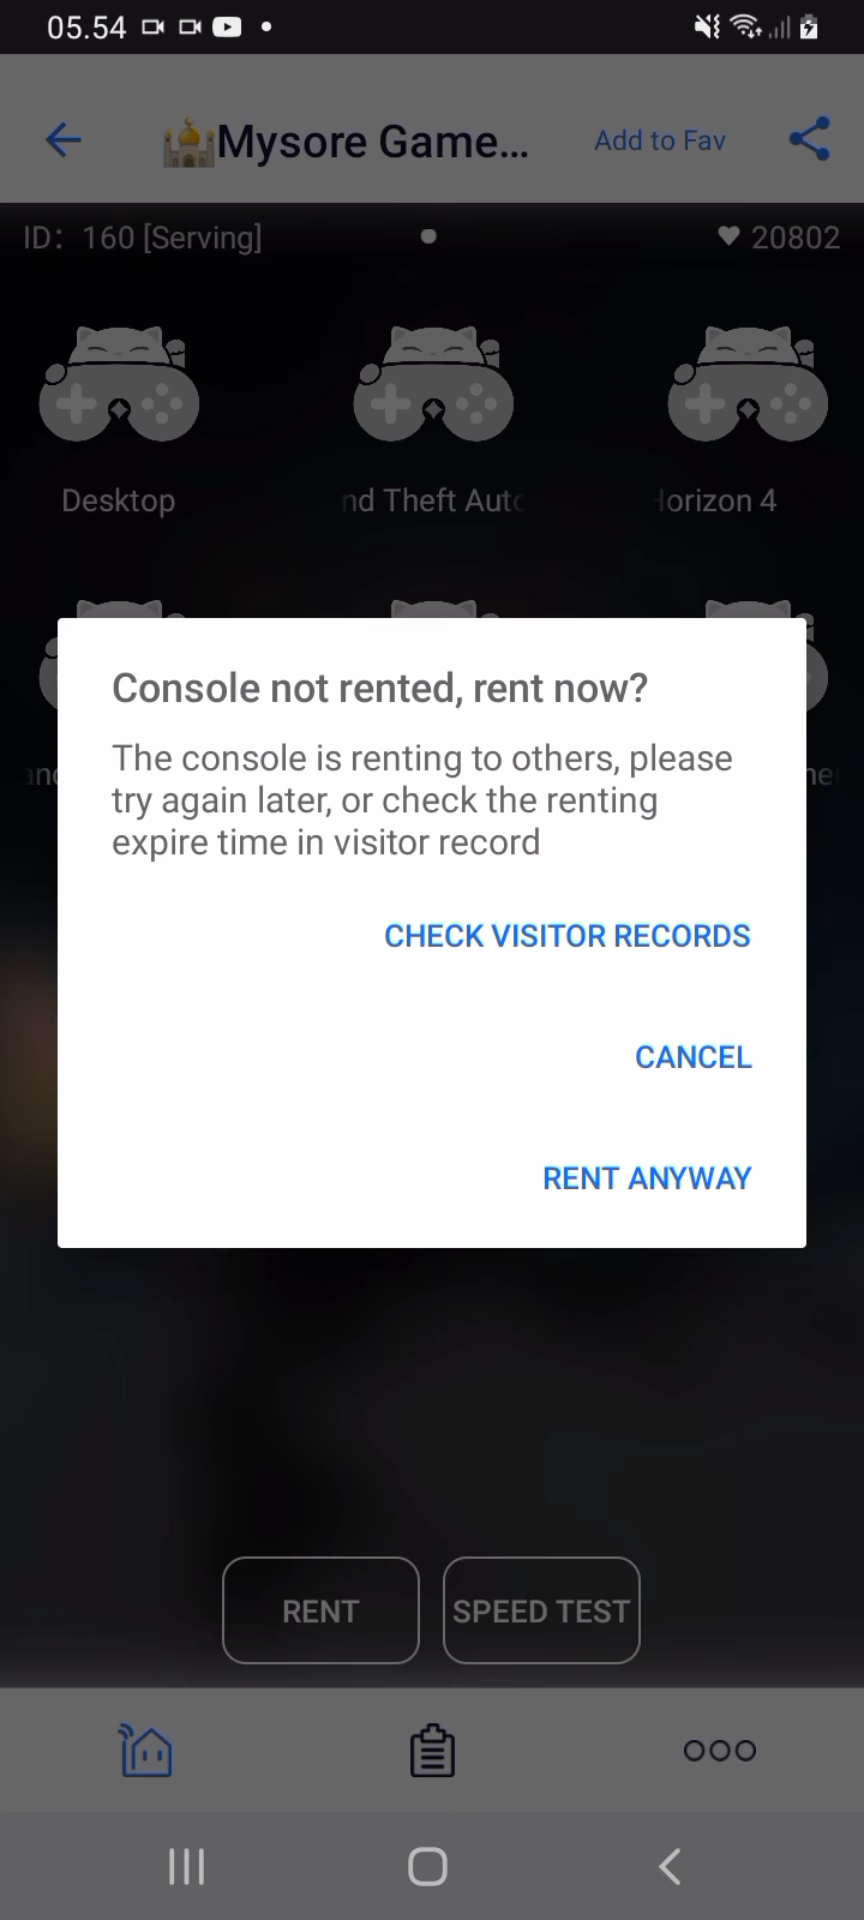 05.54
Mysore Game...
Add to Fav
ID: 160 [Serving]
20802
Desktop
nd Theft Auto
Horizon 4
Console not rented, rent now?
The console is renting to others, please
try again later, or check the renting
expire time in visitor record
CHECK VISITOR RECORDS
CANCEL
RENT ANYWAY
RENT
SPEED TEST